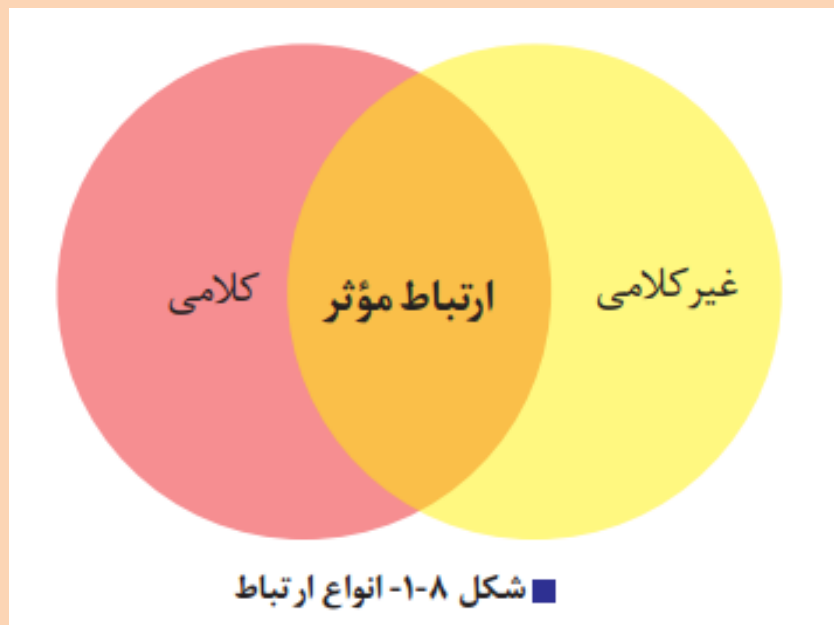 غیرکلامی
ارتباط مؤثر
کلامی
شکل ۸-۱- انواع ارتباط